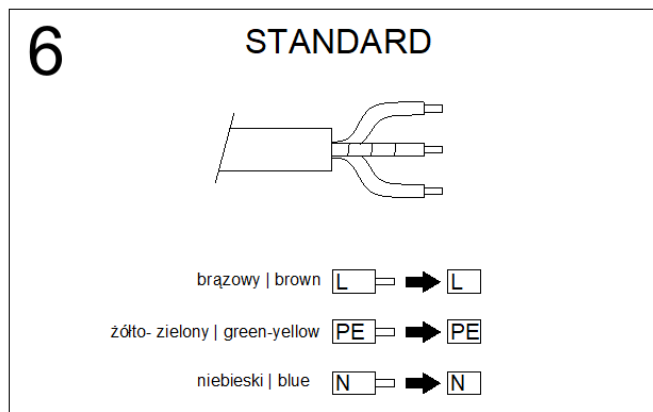 6
STANDARD
brązowy | brown L L
żółto- zielony | green-yellow PE PE
niebieski | blue N N